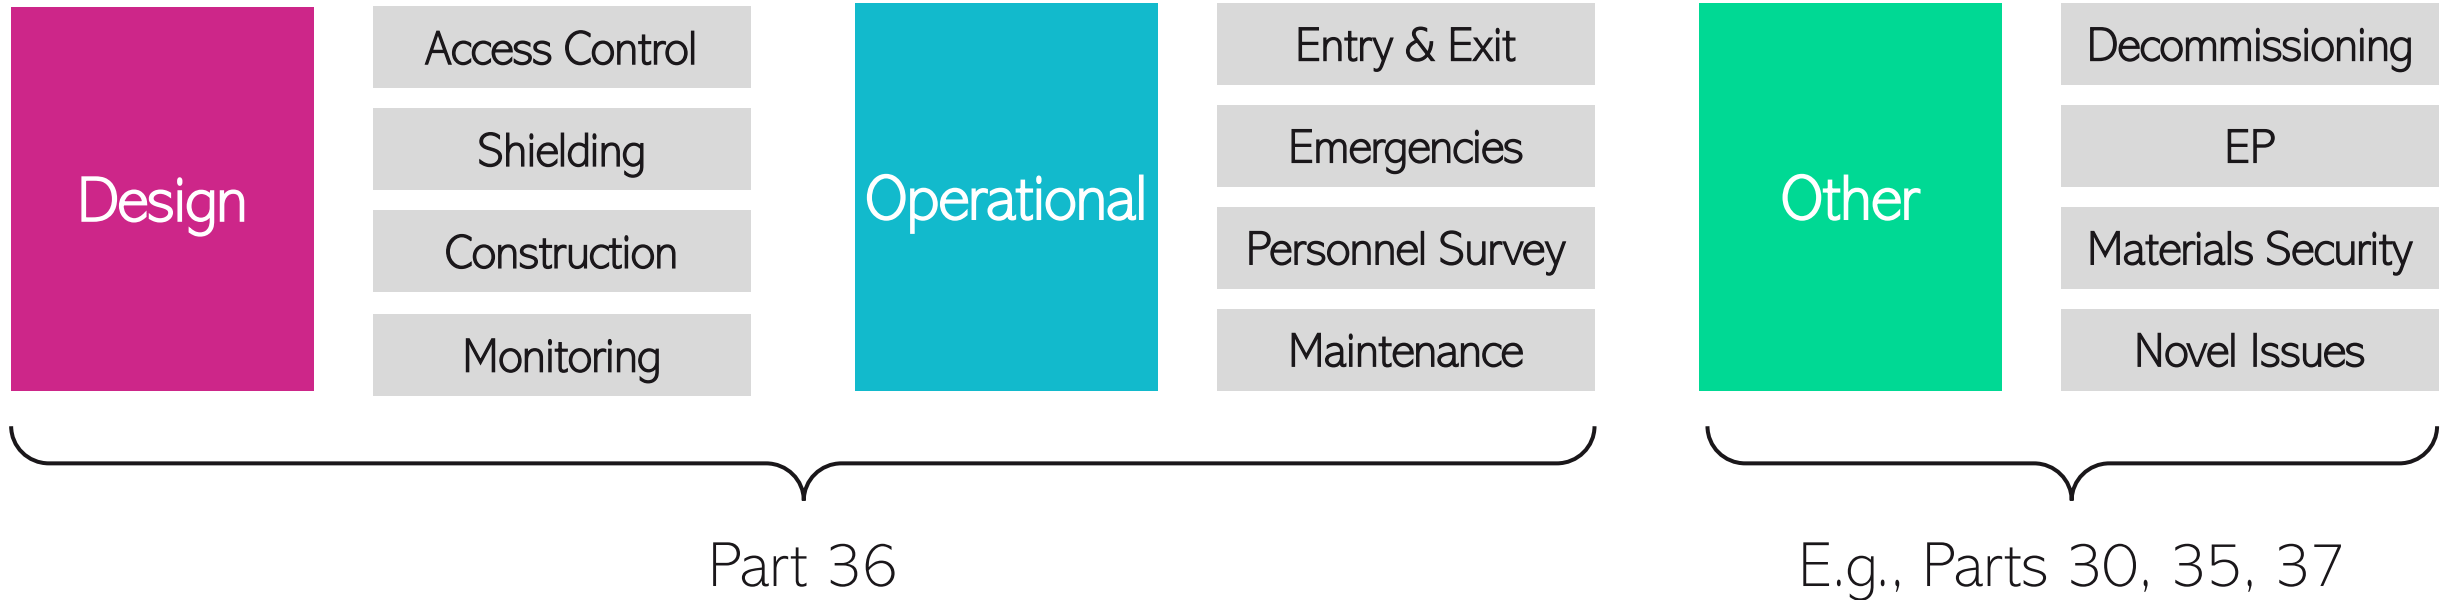 Design
Access Control
Shielding
Construction
Monitoring
Operational
Entry & Exit
Emergencies
Personnel Survey
Maintenance
Other
Decommissioning
EP
Materials Security
Novel Issues
Part 36
E.g., Parts 30, 35, 37